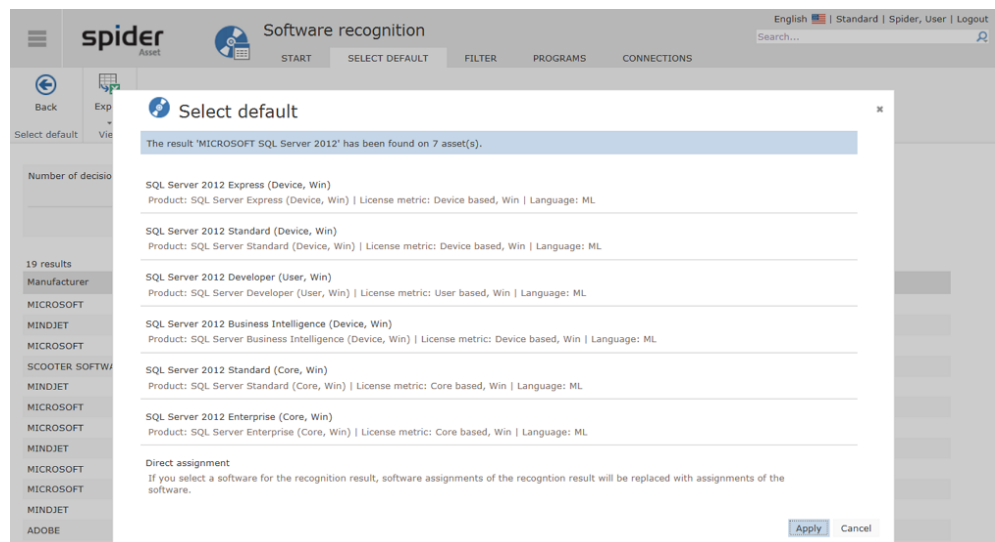 English | Standard | Spider, User | Logout
spider
Asset
Software recognition
Search...
START SELECT DEFAULT FILTER PROGRAMS CONNECTIONS
Back
Select default
Select default
The result 'MICROSOFT SQL Server 2012' has been found on 7 asset(s).
Number of
SQL Server 2012 Express (Device, Win)
Product: SQL Server Express (Device, Win) | License metric: Device based, Win | Language: ML
SQL Server 2012 Standard (Device, Win)
Product: SQL Server Standard (Device, Win) | License metric: Device based, Win | Language: ML
19 results
Manufacturer
SQL Server 2012 Developer (User, Win)
Product: SQL Server Developer (User, Win) | License metric: User based, Win | Language: ML
MICROSOFT
MINDJET
SQL Server 2012 Business Intelligence (Device, Win)
Product: SQL Server Business Intelligence (Device, Win) | License metric: Device based, Win | Language: ML
MICROSOFT
SCOOTER
SQL Server 2012 Standard (Core, Win)
Product: SQL Server Standard (Core, Win) | License metric: Core based, Win | Language: ML
MINDJET
MICROSOFT
SQL Server 2012 Enterprise (Core, Win)
Product: SQL Server Enterprise (Core, Win) | License metric: Core based, Win | Language: ML
MICROSOFT
MINDJET
Direct assignment
If you select a software for the recognition result, software assignments of the recogntion result will be replaced with assignments of the
software.
MICROSOFT
MICROSOFT
MINDJET
ADOBE
Apply Cancel